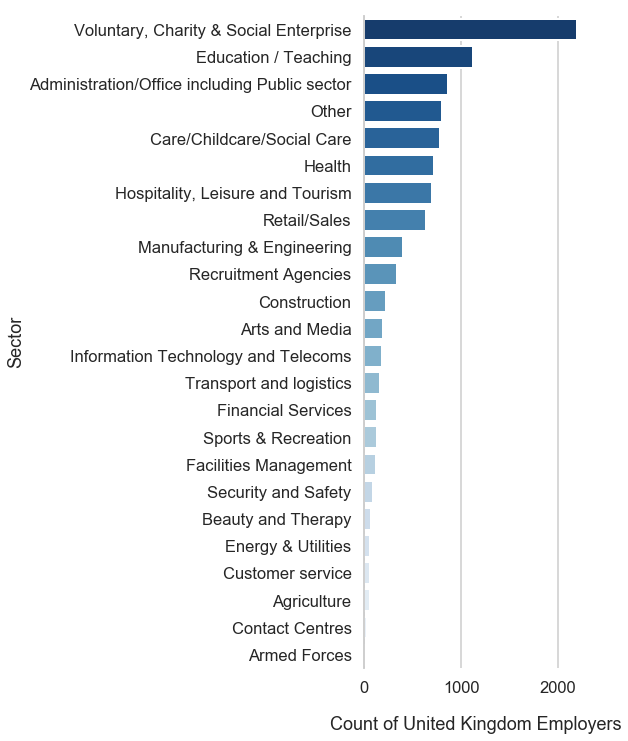 Voluntary, Charity & Social Enterprise
Education / Teaching
Administration/Office including Public sector
Other
Care/Childcare/Social Care
Health
Hospitality, Leisure and Tourism
Retail/Sales
Manufacturing & Engineering
Recruitment Agencies
Construction
Arts and Media
Information Technology and Telecoms
Transport and logistics
Financial Services
Sports & Recreation
Facilities Management
Security and Safety
Beauty and Therapy
Energy & Utilities
Customer service
Agriculture
Contact Centres
Armed Forces
Sector
0 1000 2000
Count of United Kingdom Employers